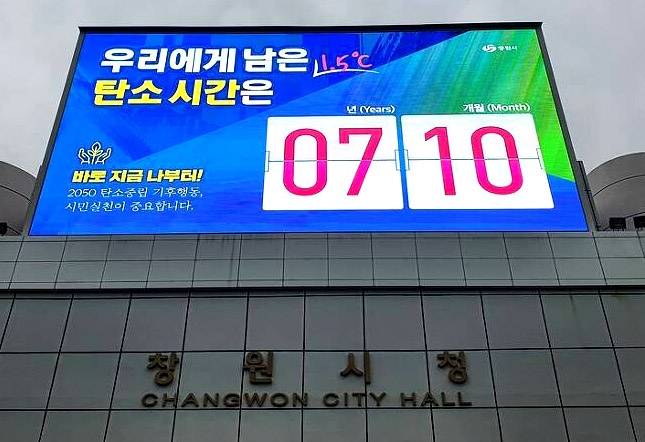 우리에게 남은 1.5℃
탄소 시간은
창원시
년 (Years) 개월 (Month)
07 10
바로 지금 나부터!
2050 탄소중립 기후행동,
시민실천이 중요합니다.
창원시청
CHANGWON CITY HALL